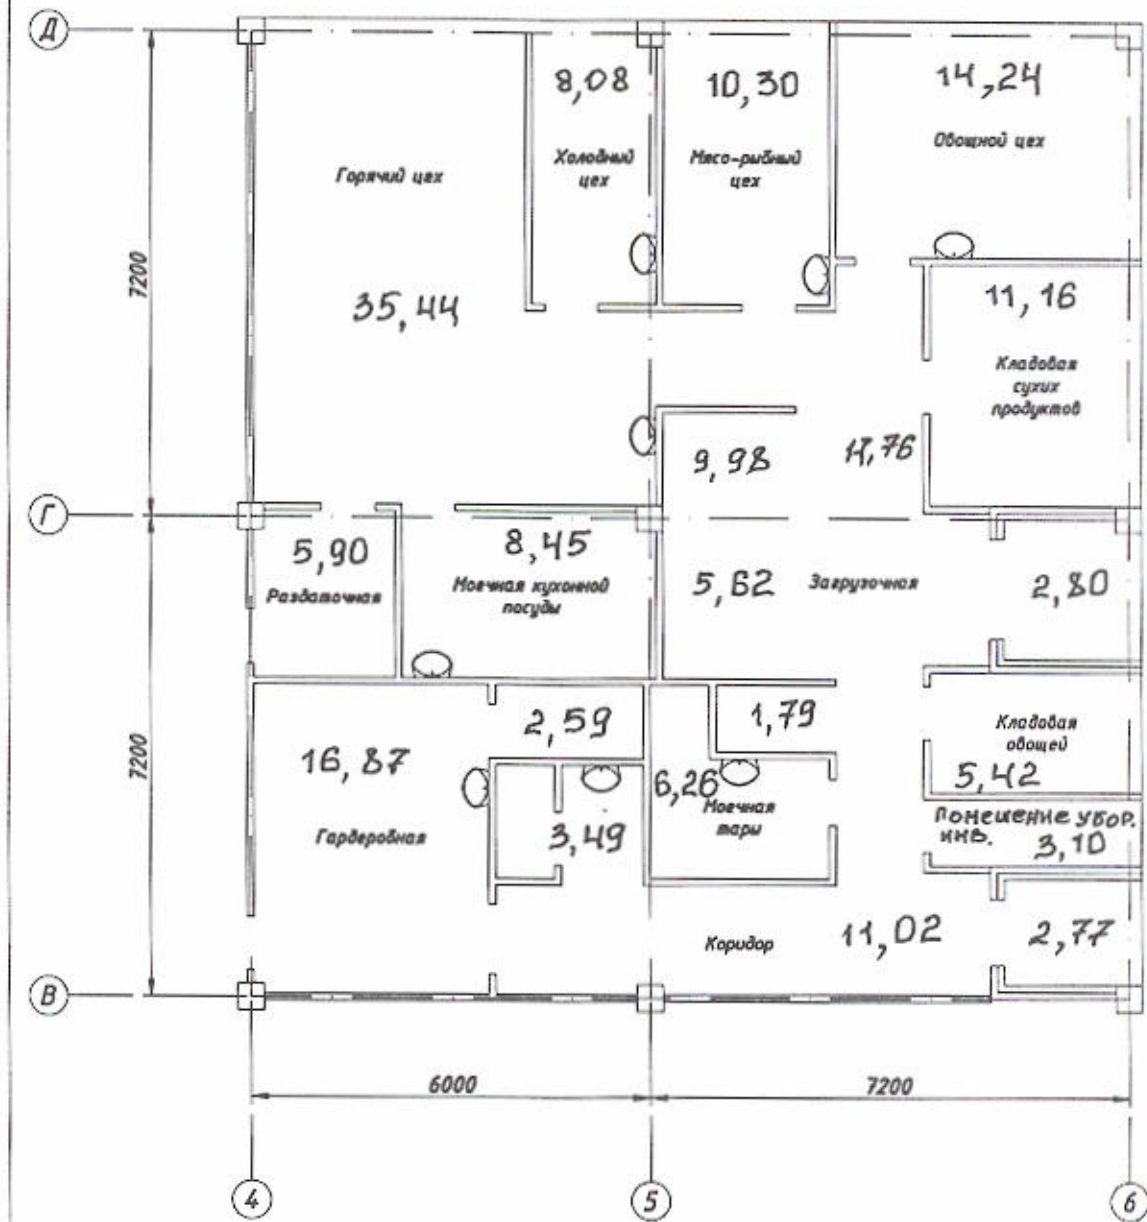 Д
8,08
10,30
14,24
Овощной цех
Холодный
цех
Мясо-рыбный
цех
Горячий цех
7200
35,44
11,16
Кладовая
сухих
продуктов
9,98
Г
5,90
Раздаточная
8,45
Моечная кухонной
посуды
5,62
Загрузочная
2,80
7200
16,87
Гардеробная
2,59
1,79
Кладовая
овощей
5,42
6,26
Моечная
тары
3,49
Помешение убор.
инв.
3,10
Коридор
11,02
2,77
В
6000
7200
4
5
6